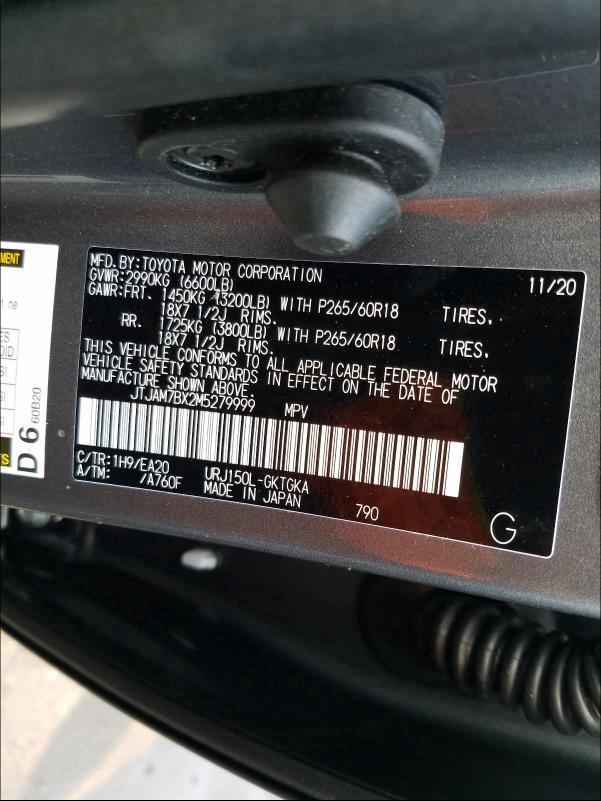 MFD.BY:TOYOTA MOTOR CORPORATION 11/20
GVWR:2990KG (6600LB)
GAWR:FRT. 1450KG (3200LB) WITH P265/60R18 TIRES,
18X7 1/2J RIMS.
RR. 1725KG (3800LB) WITH P265/60R18 TIRES,
18X7 1/2J RIMS.
THIS VEHICLE CONFORMS TO ALL APPLICABLE FEDERAL MOTOR
VEHICLE SAFETY STANDARDS IN EFFECT ON THE DATE OF
MANUFACTURE SHOWN ABOVE.
JTJAM7BX2M5279999 MPV
C/TR:1H9/EA20 URJ150L-GKTGKA
A/TM: /A760F MADE IN JAPAN 790
G
D6
60B20